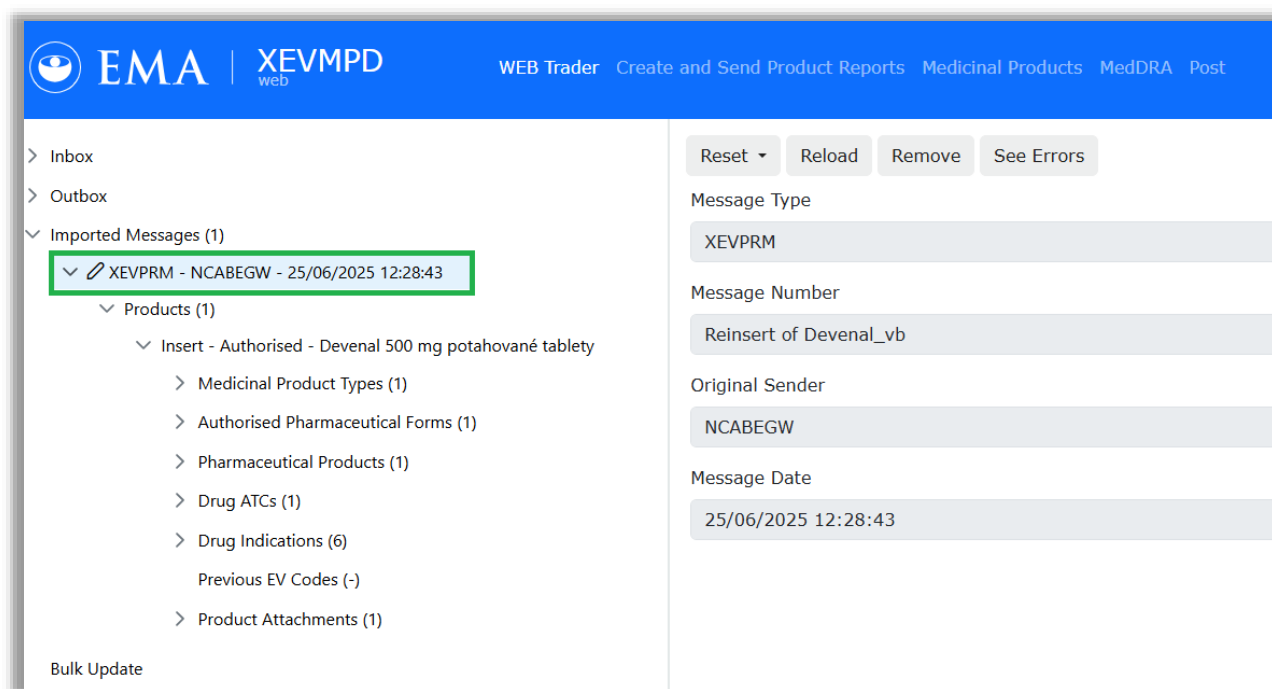 EMA
XEVMPD
web
WEB Trader Create and Send Product Reports Medicinal Products MedDRA Post
Inbox
Outbox
Imported Messages (1)
XEVPRM - NCABEGW - 25/06/2025 12:28:43
Products (1)
Insert - Authorised - Devenal 500 mg potahované tablety
Medicinal Product Types (1)
Authorised Pharmaceutical Forms (1)
Pharmaceutical Products (1)
Drug ATCs (1)
Drug Indications (6)
Previous EV Codes (-)
Product Attachments (1)
Bulk Update
Reset Reload Remove See Errors
Message Type
XEVPRM
Message Number
Reinsert of Devenal_vb
Original Sender
NCABEGW
Message Date
25/06/2025 12:28:43